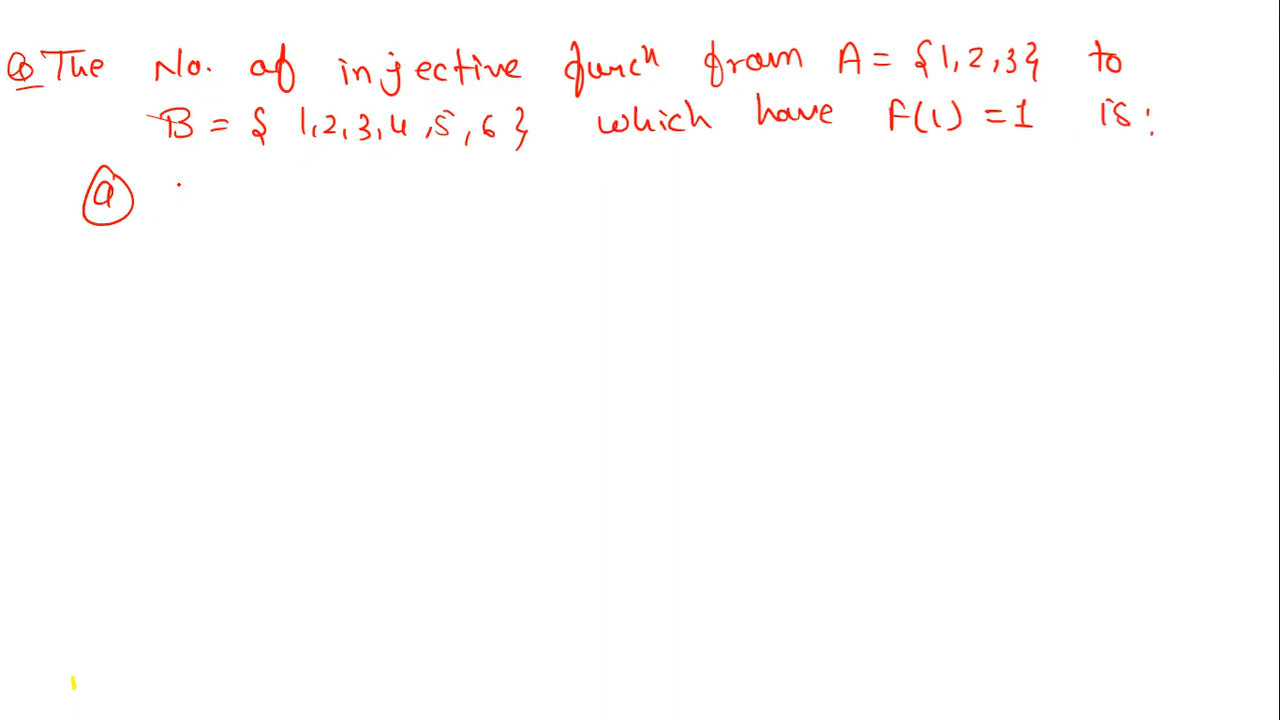 Q The No. of injective funcn from A = {1,2,3} to
B = { 1,2,3,4,5,6 } which have F(1) = 1 is:
(a)